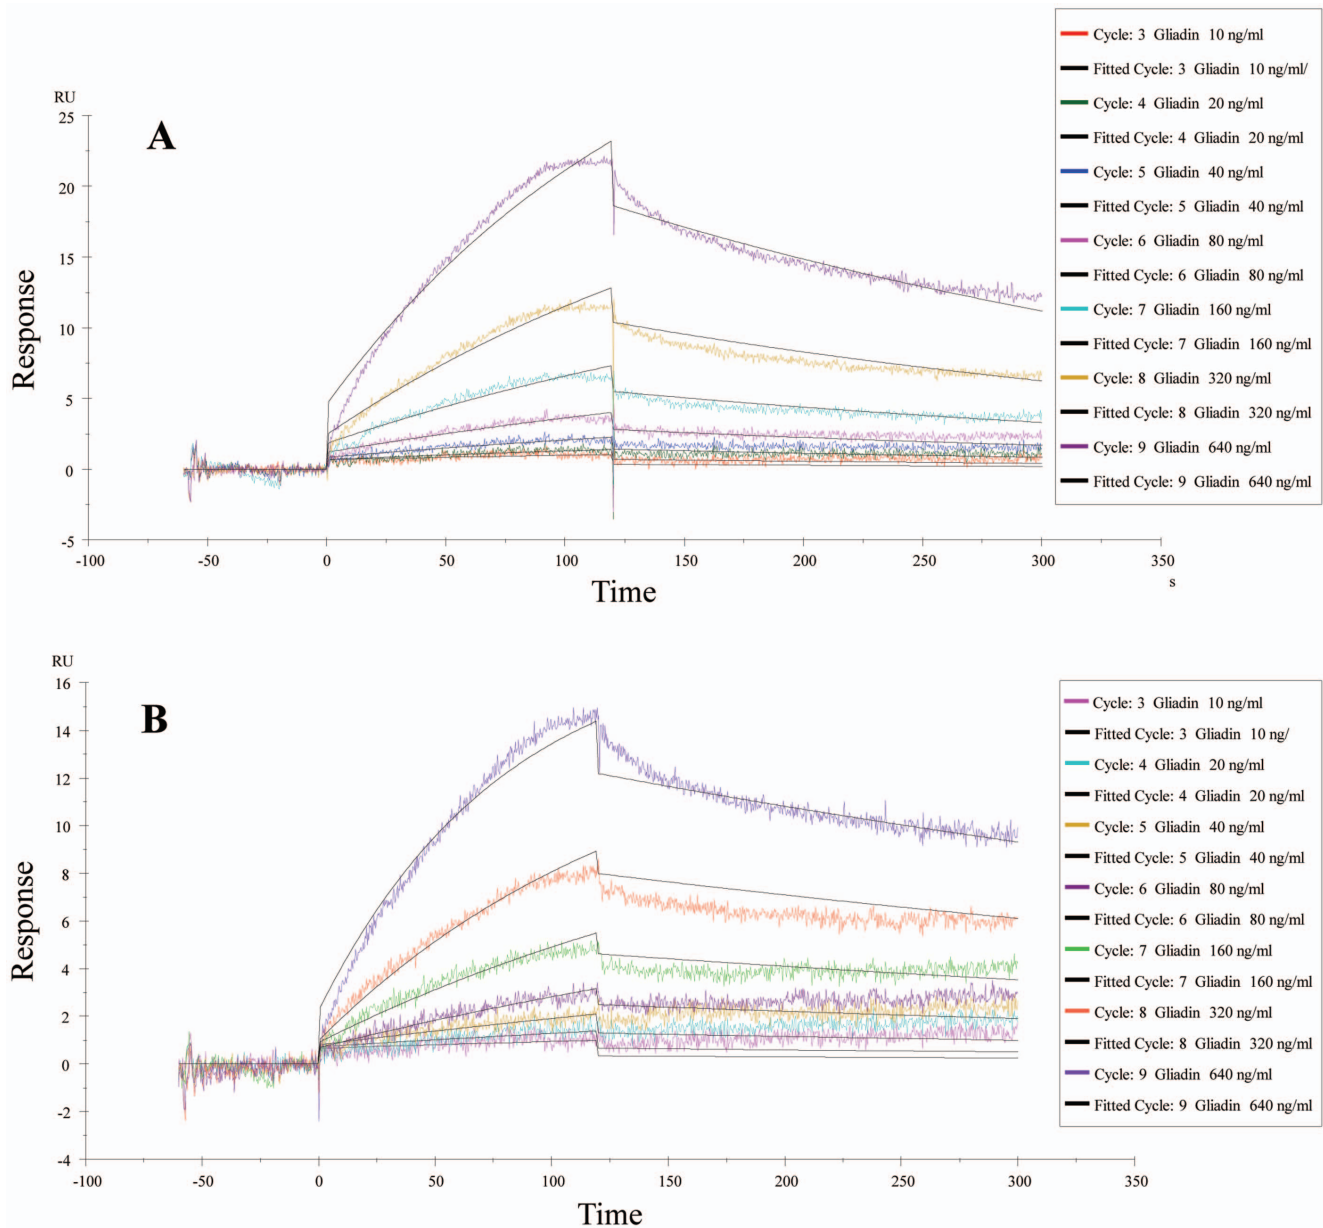 Cycle: 3 Gliadin 10 ng/ml
Fitted Cycle: 3 Gliadin 10 ng/ml/
Cycle: 4 Gliadin 20 ng/ml
Fitted Cycle: 4 Gliadin 20 ng/ml
Cycle: 5 Gliadin 40 ng/ml
Fitted Cycle: 5 Gliadin 40 ng/ml
Cycle: 6 Gliadin 80 ng/ml
Fitted Cycle: 6 Gliadin 80 ng/ml
Cycle: 7 Gliadin 160 ng/ml
Fitted Cycle: 7 Gliadin 160 ng/ml
Cycle: 8 Gliadin 320 ng/ml
Fitted Cycle: 8 Gliadin 320 ng/ml
Cycle: 9 Gliadin 640 ng/ml
Fitted Cycle: 9 Gliadin 640 ng/ml
RU
A
25
20
15
10
5
0
-5
Response
-100 -50 0 50 100 150 200 250 300 350
s
Time
RU
B
16
14
12
10
8
6
4
2
0
-2
-4
Response
-100 -50 0 50 100 150 200 250 300 350
Time
Cycle: 3 Gliadin 10 ng/ml
Fitted Cycle: 3 Gliadin 10 ng/
Cycle: 4 Gliadin 20 ng/ml
Fitted Cycle: 4 Gliadin 20 ng/ml
Cycle: 5 Gliadin 40 ng/ml
Fitted Cycle: 5 Gliadin 40 ng/ml
Cycle: 6 Gliadin 80 ng/ml
Fitted Cycle: 6 Gliadin 80 ng/ml
Cycle: 7 Gliadin 160 ng/ml
Fitted Cycle: 7 Gliadin 160 ng/ml
Cycle: 8 Gliadin 320 ng/ml
Fitted Cycle: 8 Gliadin 320 ng/ml
Cycle: 9 Gliadin 640 ng/ml
Fitted Cycle: 9 Gliadin 640 ng/ml